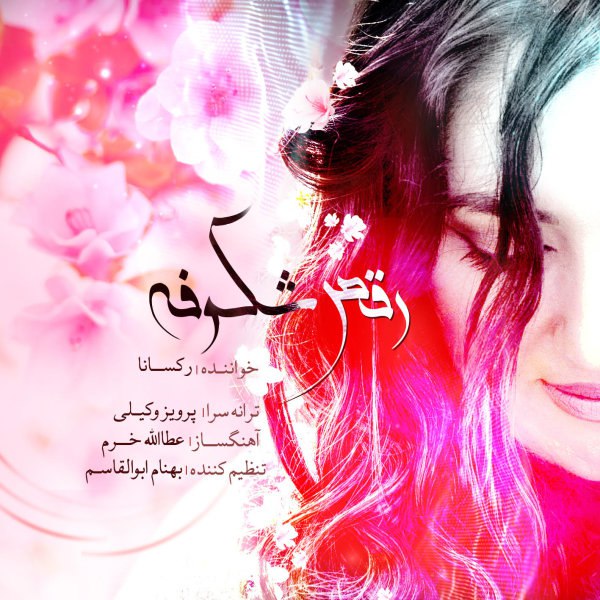 رقص شکوفه
خواننده | رکسانا
ترانه سرا | پرویز وکیلی
آهنگساز | عطاالله خرم
تنظیم کننده | بهنام ابوالقاسم